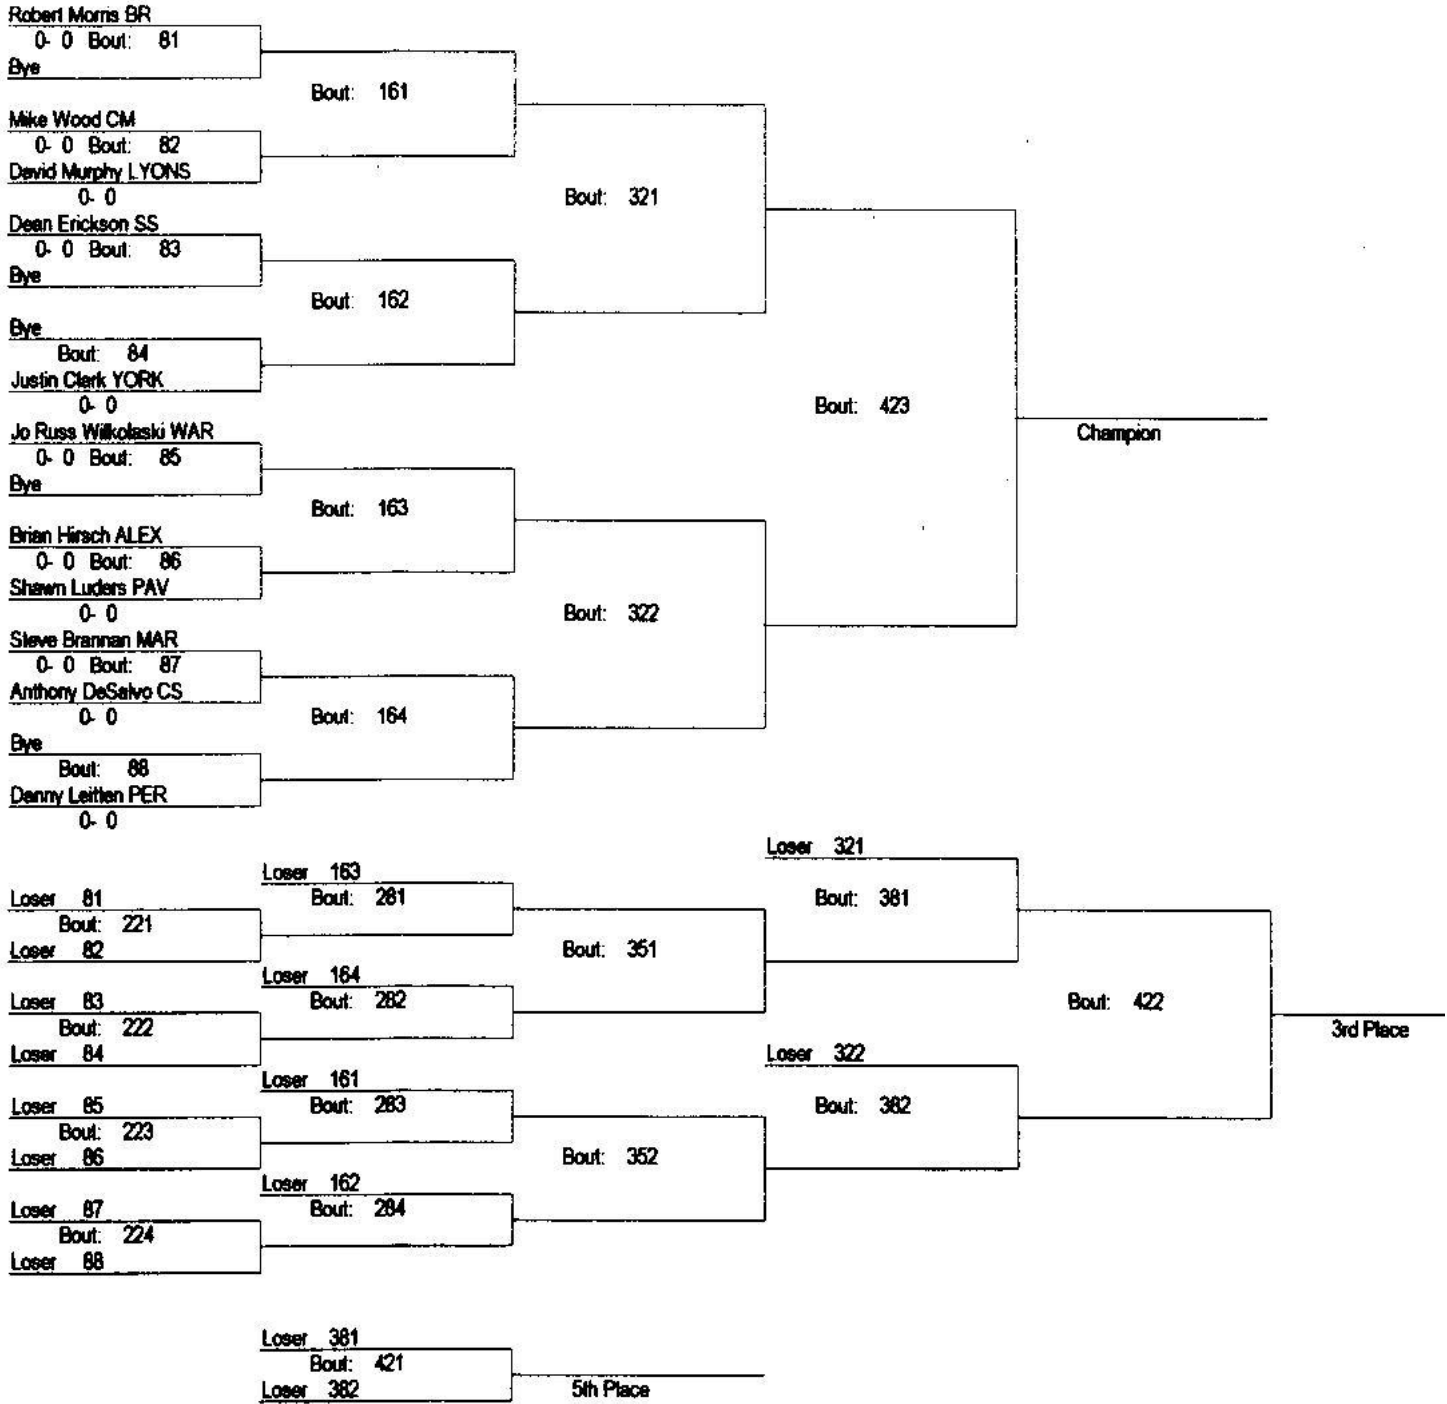 Robert Morris BR
0- 0 Bout: 81
Bye
Bout: 161
Mike Wood CM
0- 0 Bout: 82
David Murphy LYONS
0- 0
Bout: 321
Dean Erickson SS
0- 0 Bout: 83
Bye
Bout: 162
Bye
Bout: 84
Justin Clark YORK
0- 0
Bout: 423
Champion
Jo Russ Wilkolaski WAR
0- 0 Bout: 85
Bye
Bout: 163
Brian Hirsch ALEX
0- 0 Bout: 86
Shawn Luders PAV
0- 0
Bout: 322
Steve Brannan MAR
0- 0 Bout: 87
Anthony DeSalvo CS
0- 0
Bout: 164
Bye
Bout: 88
Danny Leitten PER
0- 0
Loser 321
Loser 163
Loser 81
Bout: 281
Bout: 381
Bout: 221
Loser 82
Bout: 351
Loser 164
Loser 83
Bout: 282
Bout: 422
Bout: 222
3rd Place
Loser 84
Loser 322
Loser 161
Loser 85
Bout: 283
Bout: 382
Bout: 223
Loser 86
Bout: 352
Loser 162
Loser 87
Bout: 284
Bout: 224
Loser 88
Loser 381
Bout: 421
Loser 382
5th Place